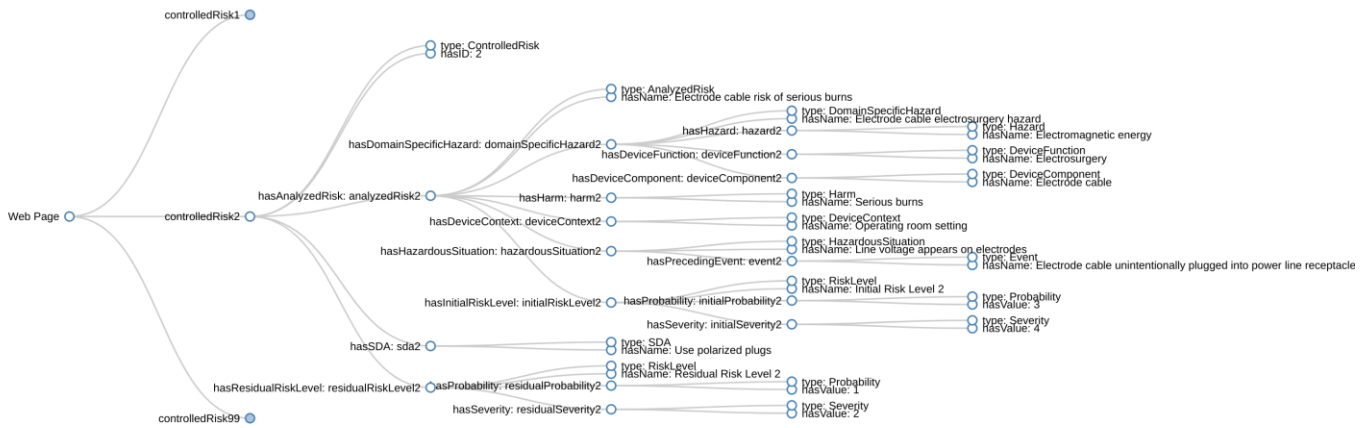 controlledRisk1
type: ControlledRisk
hasID: 2
type: AnalyzedRisk
hasName: Electrode cable risk of serious burns
type: DomainSpecificHazard
hasName: Electrode cable electrosurgery hazard
type: Hazard
hasHazard: hazard2
hasName: Electromagnetic energy
hasDomainSpecificHazard: domainSpecificHazard2
type: DeviceFunction
hasDeviceFunction: deviceFunction2
hasName: Electrosurgery
type: DeviceComponent
hasDeviceComponent: deviceComponent2
hasName: Electrode cable
hasAnalyzedRisk: analyzedRisk2
type: Harm
hasHarm: harm2
hasName: Serious burns
Web Page
controlledRisk2
type: DeviceContext
hasDeviceContext: deviceContext2
hasName: Operating room setting
type: HazardousSituation
hasHazardousSituation: hazardousSituation2
hasName: Line voltage appears on electrodes
type: Event
hasPrecedingEvent: event2
hasName: Electrode cable unintentionally plugged into power line receptacle
type: RiskLevel
hasName: Initial Risk Level 2
hasInitialRiskLevel: initialRiskLevel2
hasProbability: initialProbability2
type: Probability
hasValue: 3
type: Severity
hasSeverity: initialSeverity2
hasValue: 4
type: SDA
hasSDA: sda2
hasName: Use polarized plugs
type: RiskLevel
hasName: Residual Risk Level 2
hasResidualRiskLevel: residualRiskLevel2
hasProbability: residualProbability2
type: Probability
hasValue: 1
type: Severity
hasSeverity: residualSeverity2
hasValue: 2
controlledRisk99